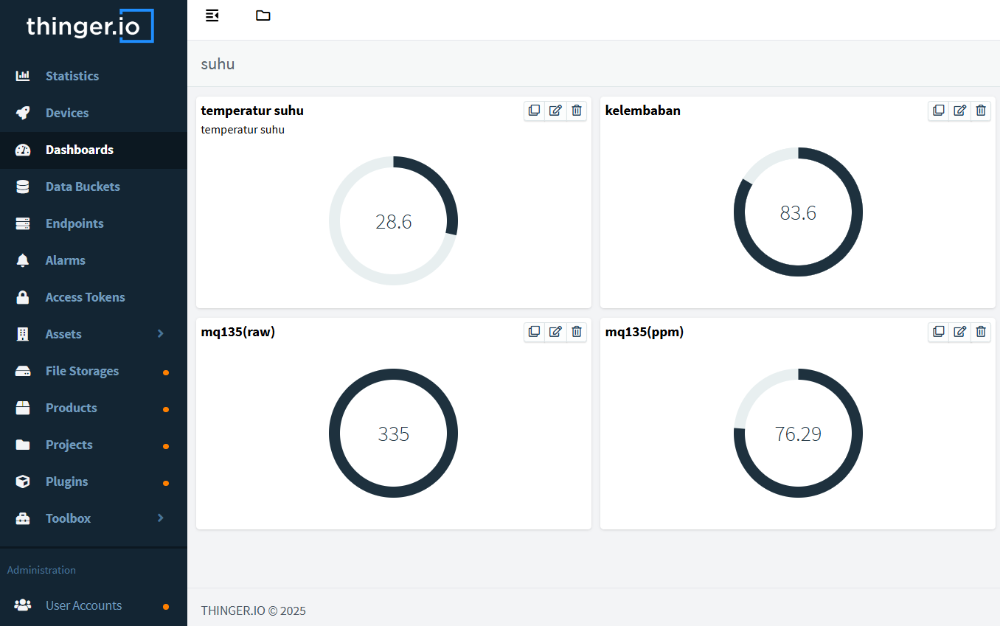 thinger.io
Statistics
Devices
Dashboards
Data Buckets
Endpoints
Alarms
Access Tokens
Assets
File Storages
Products
Projects
Plugins
Toolbox
Administration
User Accounts
suhu
temperatur suhu
temperatur suhu
28.6
kelembaban
83.6
mq135(raw)
335
mq135(ppm)
76.29
THINGER.IO © 2025